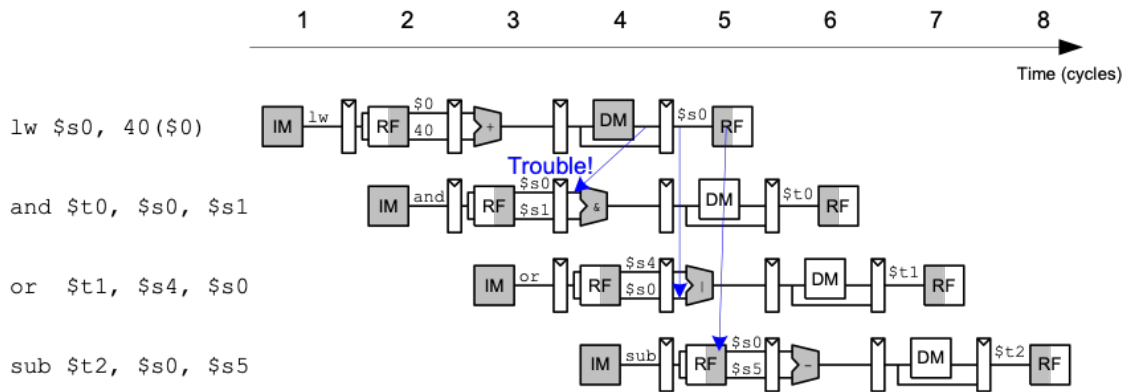 1 2 3 4 5 6 7 8
Time (cycles)
lw $s0, 40($0) IM lw RF $0 40 + DM $s0 RF
Trouble!
and $t0, $s0, $s1 IM and RF $s0 $s1 & DM $t0 RF
or $t1, $s4, $s0 IM or RF $s4 $s0 | DM $t1 RF
sub $t2, $s0, $s5 IM sub RF $s0 $s5 - DM $t2 RF